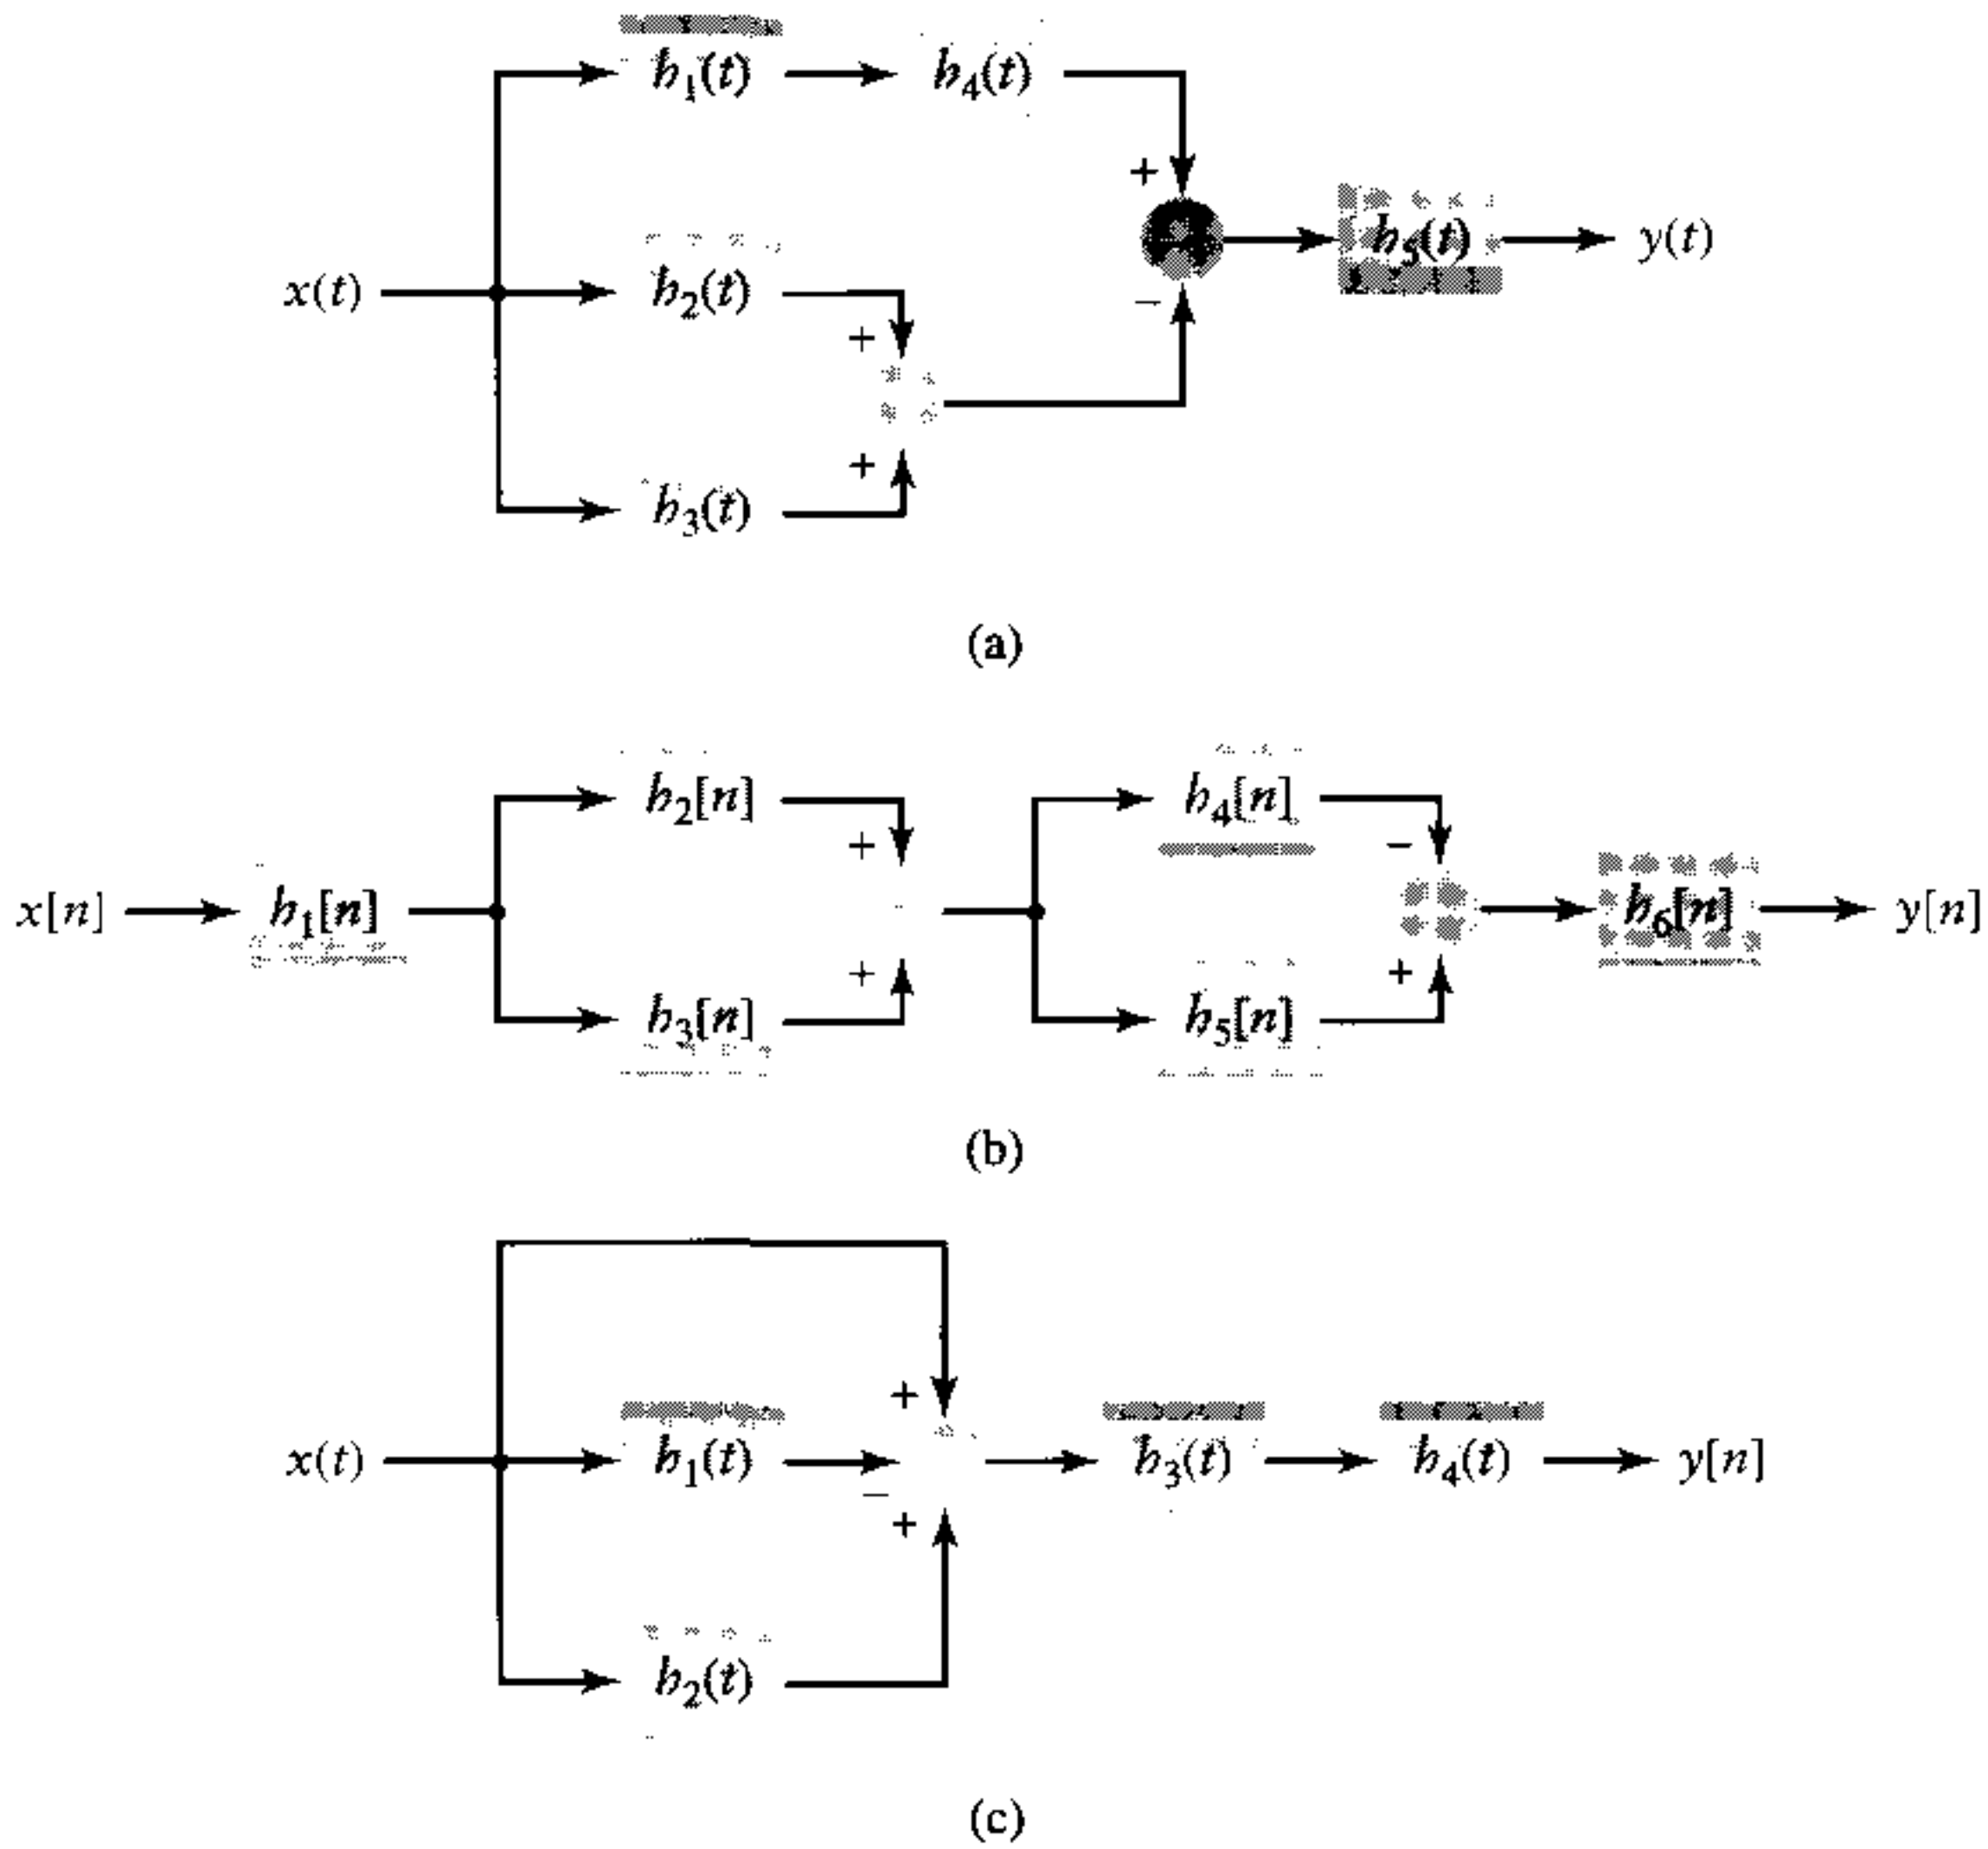 h₁(t) h₄(t)
+
h₅(t) y(t)
x(t) h₂(t) −
+
+
h₃(t)
(a)
h₂[n] h₄[n]
+ −
x[n] h₁[n] h₆[n] y[n]
+ +
h₃[n] h₅[n]
(b)
+
x(t) h₁(t) h₃(t) h₄(t) y[n]
−
+
h₂(t)
(c)